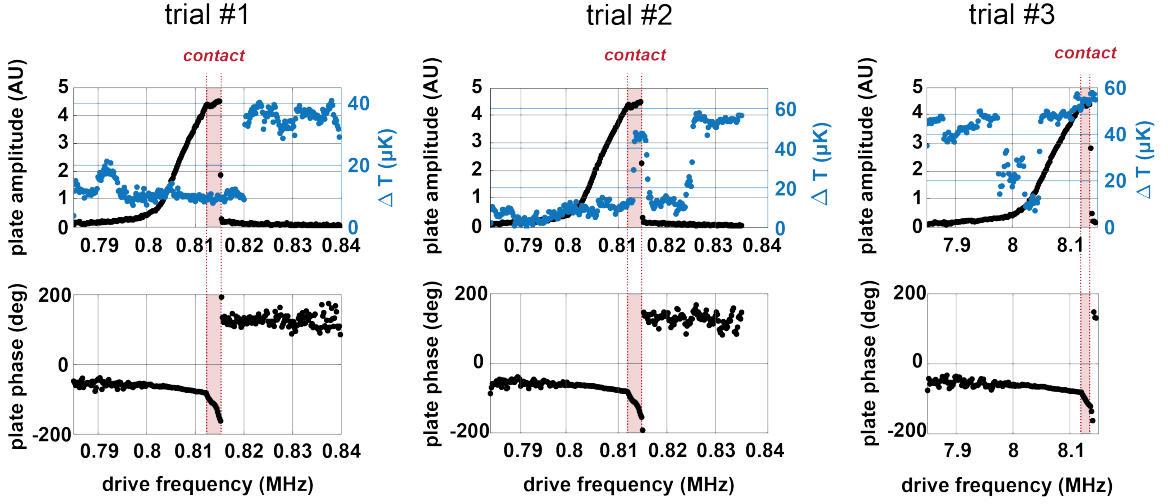 trial #1
trial #2
trial #3
contact
contact
contact
plate amplitude (AU)
5
4
3
2
1
0
40
20
0
Δ T (μK)
0.79 0.8 0.81 0.82 0.83 0.84
plate amplitude (AU)
5
4
3
2
1
0
60
40
20
0
Δ T (μK)
0.79 0.8 0.81 0.82 0.83 0.84
plate amplitude (AU)
5
4
3
2
1
0
60
40
20
0
Δ T (μK)
7.9 8 8.1
plate phase (deg)
200
0
-200
0.79 0.8 0.81 0.82 0.83 0.84
drive frequency (MHz)
plate phase (deg)
200
0
-200
0.79 0.8 0.81 0.82 0.83 0.84
drive frequency (MHz)
plate phase (deg)
200
0
-200
7.9 8 8.1
drive frequency (MHz)